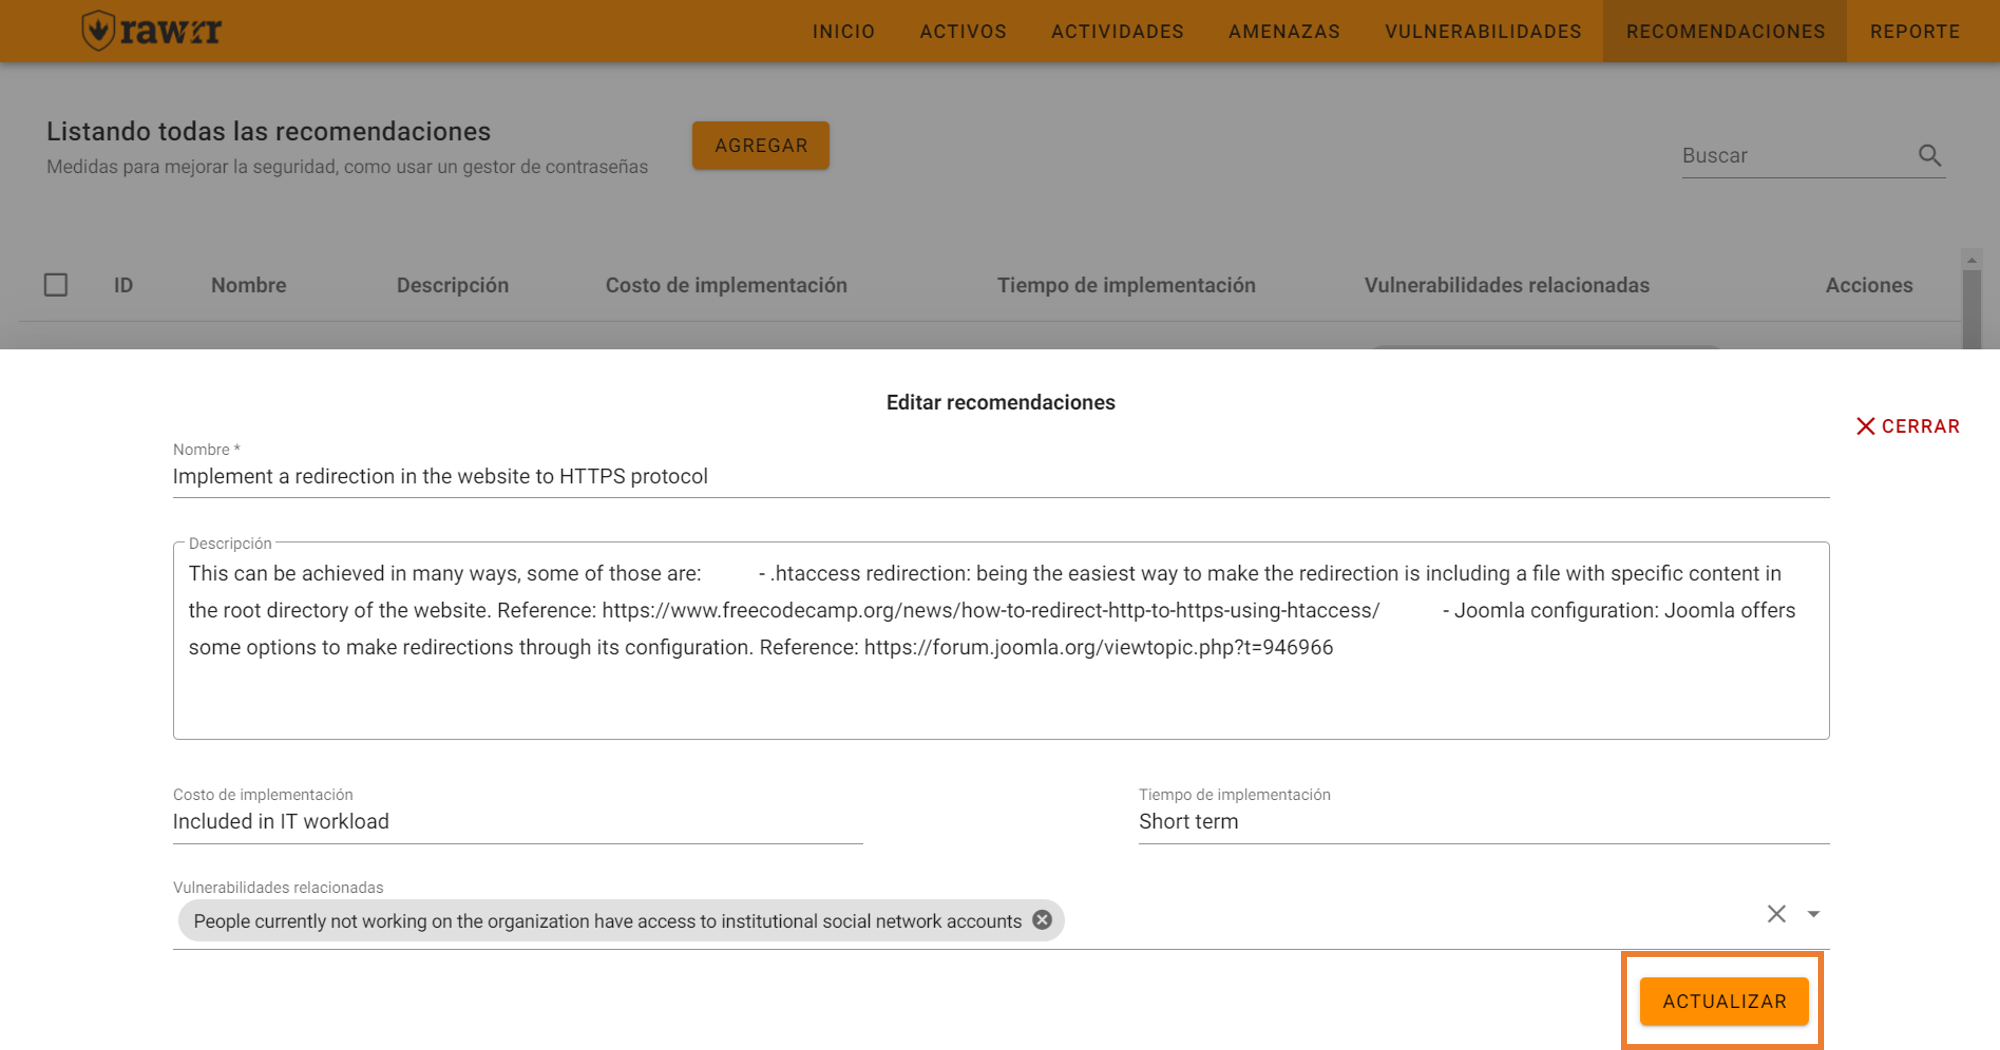 rawrr
INICIO ACTIVOS ACTIVIDADES AMENAZAS VULNERABILIDADES RECOMENDACIONES REPORTE
Listando todas las recomendaciones
Medidas para mejorar la seguridad, como usar un gestor de contraseñas
AGREGAR
Buscar
ID Nombre Descripción Costo de implementación Tiempo de implementación Vulnerabilidades relacionadas Acciones
Editar recomendaciones
CERRAR
Nombre *
Implement a redirection in the website to HTTPS protocol
Descripción
This can be achieved in many ways, some of those are: - .htaccess redirection: being the easiest way to make the redirection is including a file with specific content in
the root directory of the website. Reference: https://www.freecodecamp.org/news/how-to-redirect-http-to-https-using-htaccess/ - Joomla configuration: Joomla offers
some options to make redirections through its configuration. Reference: https://forum.joomla.org/viewtopic.php?t=946966
Costo de implementación
Included in IT workload
Tiempo de implementación
Short term
Vulnerabilidades relacionadas
People currently not working on the organization have access to institutional social network accounts
ACTUALIZAR